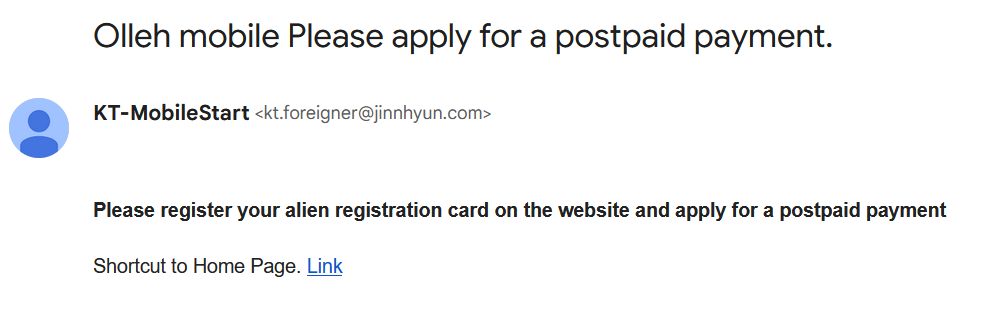 Olleh mobile Please apply for a postpaid payment.
KT-MobileStart <kt.foreigner@jinnhyun.com>
Please register your alien registration card on the website and apply for a postpaid payment
Shortcut to Home Page. Link